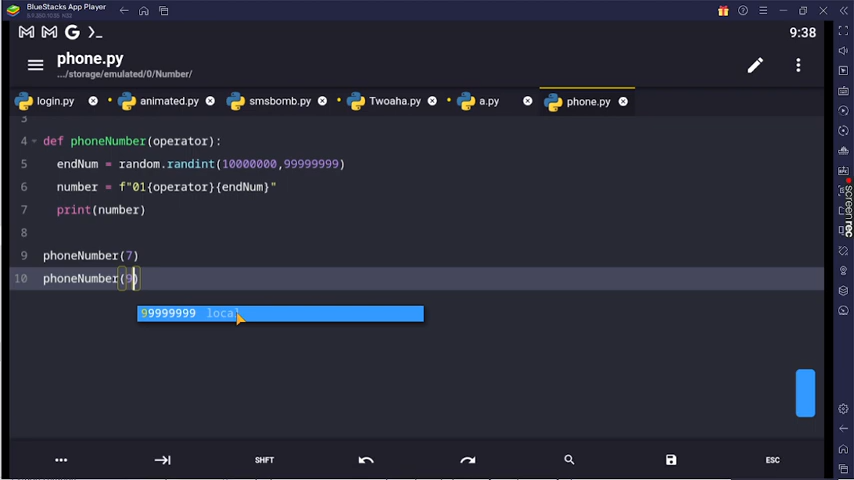 BlueStacks App Player
9:38
phone.py
.../storage/emulated/0/Number/
login.py
animated.py
smsbomb.py
Twoaha.py
a.py
phone.py
3
4 def phoneNumber(operator):
5 endNum = random.randint(10000000,99999999)
6 number = f"01{operator}{endNum}"
7 print(number)
8
9 phoneNumber(7)
10 phoneNumber(9)
99999999 local
SHFT
ESC
screenrec